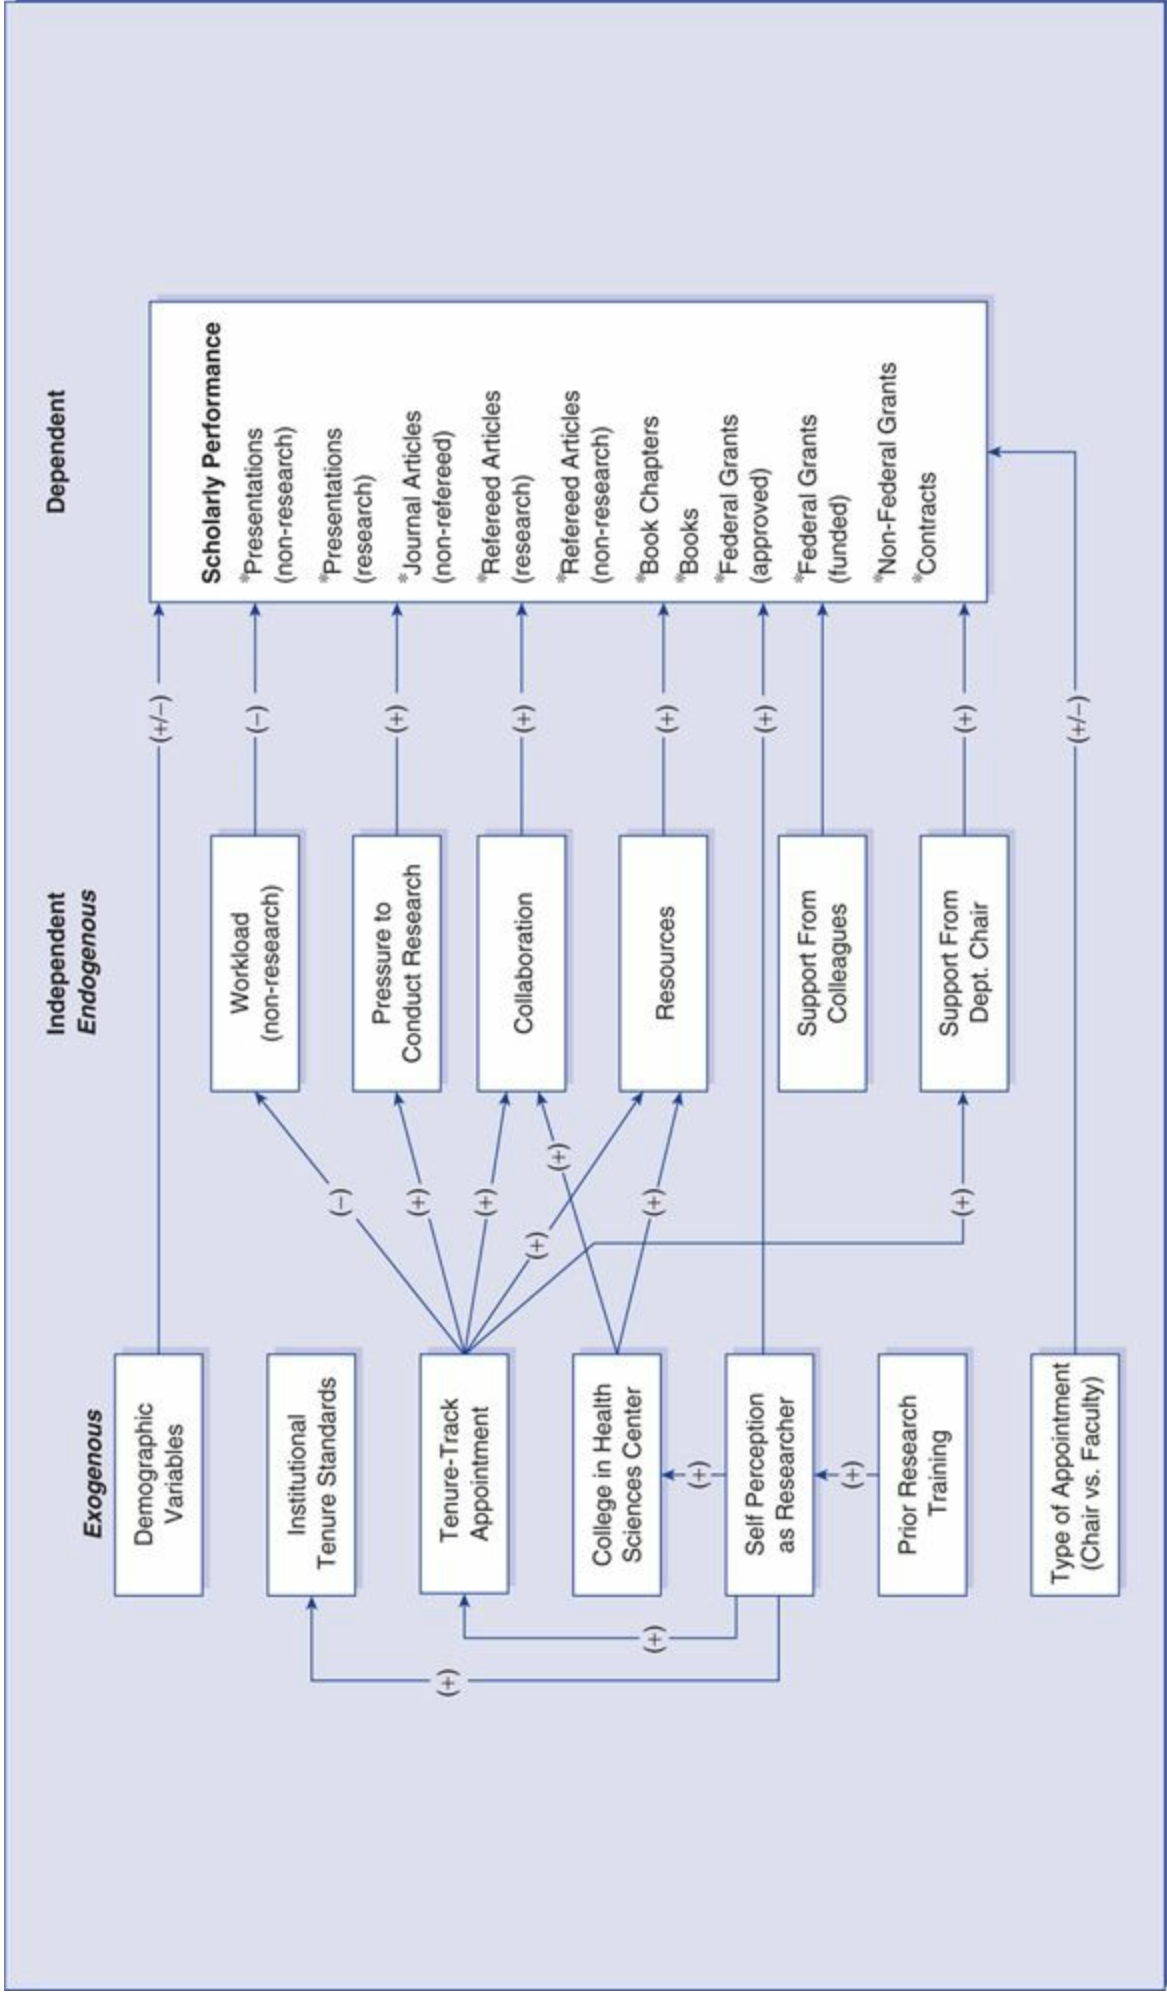 Independent
Dependent
Exogenous
Endogenous
Demographic
Variables
Institutional
Tenure Standards
Tenure-Track
Appointment
College in Health
Sciences Center
Self Perception
as Researcher
Prior Research
Training
Type of Appointment
(Chair vs. Faculty)
(+)
(+)
(+)
(+)
(–)
(+)
(+)
(+)
(+)
(+)
(+)
Workload
(non-research)
Pressure to
Conduct Research
Collaboration
Resources
Support From
Colleagues
Support From
Dept. Chair
(+/–)
(–)
(+)
(+)
(+)
(+)
(+)
(+/–)
Scholarly Performance
*Presentations
(non-research)
*Presentations
(research)
*Journal Articles
(non-refereed)
*Refereed Articles
(research)
*Refereed Articles
(non-research)
*Book Chapters
*Books
*Federal Grants
(approved)
*Federal Grants
(funded)
*Non-Federal Grants
*Contracts